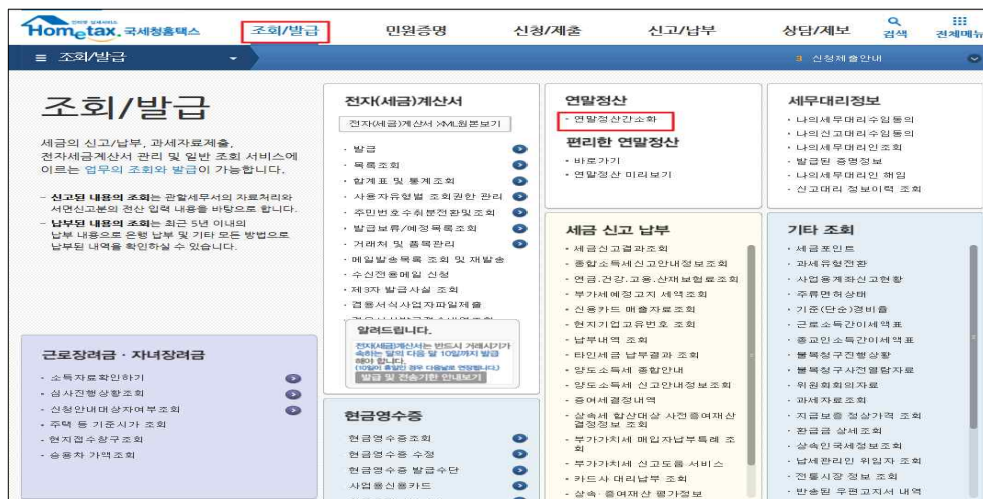 Hometax. 국세청홈택스
조회/발급
민원증명
신청/제출
신고/납부
상담/제보
검색
전체메뉴
조회/발급
신청제출안내
조회/발급
세금의 신고/납부, 과세자료제출,
전자세금계산서 관리 및 일반 조회 서비스에
이르는 업무의 조회와 발급이 가능합니다.
- 신고된 내용의 조회는 관할세무서의 자료처리와
서면신고분의 전산 입력 내용을 바탕으로 합니다.
- 납부된 내용의 조회는 최근 5년 이내의
납부 내용으로 은행 납부 및 기타 모든 방법으로
납부된 내역을 확인하실 수 있습니다.
근로장려금 · 자녀장려금
· 소득자료확인하기
· 심사진행상황조회
· 신청안내대상자여부조회
· 주택 등 기준시가 조회
· 현지접수창구조회
· 승용차 가액조회
전자(세금)계산서
전자(세금)계산서 XML원본보기
· 발급
· 목록조회
· 합계표 및 통계조회
· 사용자유형별 조회권한 관리
· 주민번호수취분전환및조회
· 발급보류/예정목록조회
· 거래처 및 품목관리
· 메일발송목록 조회 및 재발송
· 수신전용메일 신청
· 제3자 발급사실 조회
· 겸용서식사업자파일제출
알려드립니다.
전자(세금)계산서는 반드시 거래시기가
속하는 달의 다음 달 10일까지 발급
해야 합니다.
(10일이 휴일인 경우 다음날로 연장됩니다.)
발급 및 전송기한 안내보기
현금영수증
현금영수증조회
현금영수증 수정
현금영수증 발급수단
사업용신용카드
연말정산
· 연말정산간소화
편리한 연말정산
· 바로가기
· 연말정산 미리보기
세금 신고 납부
· 세금신고결과조회
· 종합소득세신고안내정보조회
· 연금.건강.고용.산재보험료조회
· 부가세예정고지 세액조회
· 신용카드 매출자료조회
· 현지기업고유번호 조회
· 납부내역 조회
· 타인세금 납부결과 조회
· 양도소득세 종합안내
· 양도소득세 신고안내정보조회
· 증여세결정내역
· 상속세 합산대상 사전증여재산
결정정보 조회
· 부가가치세 매입자납부특례 조
회
· 부가가치세 신고도움 서비스
· 카드사 대리납부 조회
· 상속·증여재산 평가정보
세무대리정보
· 나의세무대리수임동의
· 나의신고대리수임동의
· 나의세무대리인조회
· 발급된 증명정보
· 나의세무대리인 해임
· 신고대리 정보이력 조회
기타 조회
· 세금포인트
· 과세유형전환
· 사업용계좌신고현황
· 주류면허상태
· 기준(단순)경비율
· 근로소득간이세액표
· 종교인소득간이세액표
· 불복청구진행상황
· 불복청구사전열람자료
· 위원회회의자료
· 과세자료조회
· 지급보증 정상가격 조회
· 환급금 상세조회
· 상속인국세정보조회
· 납세관리인 위임자 조회
· 전통시장 정보 조회
· 반송된 우편고지서 내역